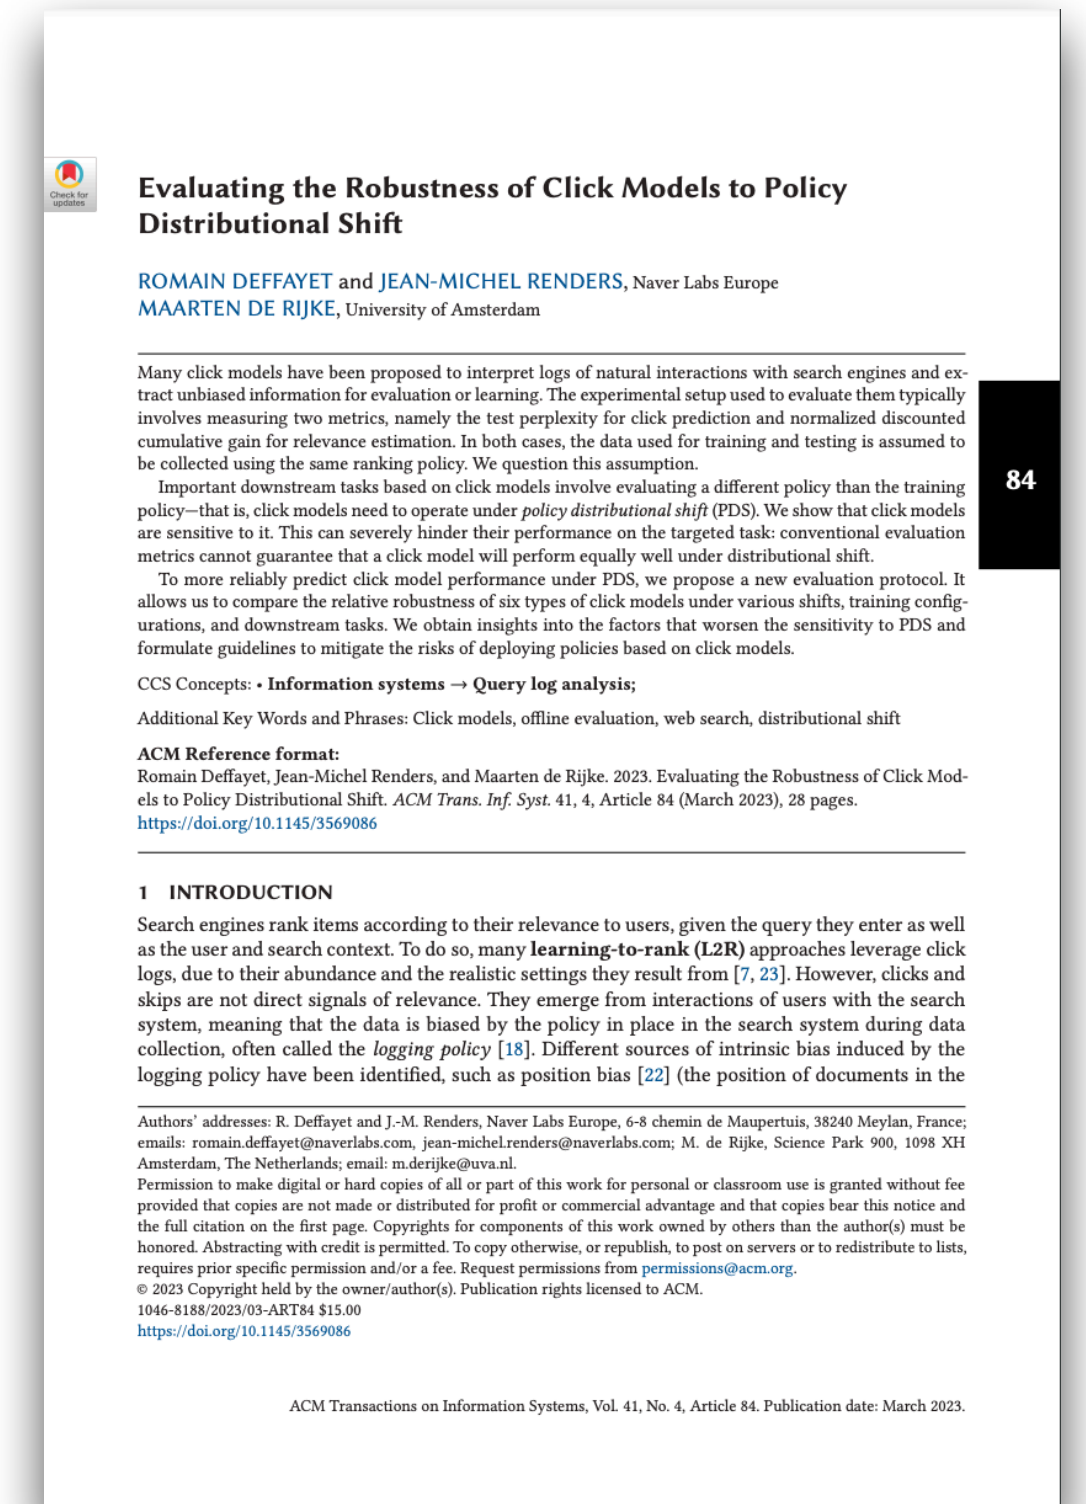 Check for
updates
Evaluating the Robustness of Click Models to Policy
Distributional Shift
ROMAIN DEFFAYET and JEAN-MICHEL RENDERS, Naver Labs Europe
MAARTEN DE RIJKE, University of Amsterdam
Many click models have been proposed to interpret logs of natural interactions with search engines and ex-
tract unbiased information for evaluation or learning. The experimental setup used to evaluate them typically
involves measuring two metrics, namely the test perplexity for click prediction and normalized discounted
cumulative gain for relevance estimation. In both cases, the data used for training and testing is assumed to
be collected using the same ranking policy. We question this assumption.
Important downstream tasks based on click models involve evaluating a different policy than the training
policy—that is, click models need to operate under policy distributional shift (PDS). We show that click models
are sensitive to it. This can severely hinder their performance on the targeted task: conventional evaluation
metrics cannot guarantee that a click model will perform equally well under distributional shift.
To more reliably predict click model performance under PDS, we propose a new evaluation protocol. It
allows us to compare the relative robustness of six types of click models under various shifts, training config-
urations, and downstream tasks. We obtain insights into the factors that worsen the sensitivity to PDS and
formulate guidelines to mitigate the risks of deploying policies based on click models.
84
CCS Concepts: • Information systems → Query log analysis;
Additional Key Words and Phrases: Click models, offline evaluation, web search, distributional shift
ACM Reference format:
Romain Deffayet, Jean-Michel Renders, and Maarten de Rijke. 2023. Evaluating the Robustness of Click Mod-
els to Policy Distributional Shift. ACM Trans. Inf. Syst. 41, 4, Article 84 (March 2023), 28 pages.
https://doi.org/10.1145/3569086
1 INTRODUCTION
Search engines rank items according to their relevance to users, given the query they enter as well
as the user and search context. To do so, many learning-to-rank (L2R) approaches leverage click
logs, due to their abundance and the realistic settings they result from [7, 23]. However, clicks and
skips are not direct signals of relevance. They emerge from interactions of users with the search
system, meaning that the data is biased by the policy in place in the search system during data
collection, often called the logging policy [18]. Different sources of intrinsic bias induced by the
logging policy have been identified, such as position bias [22] (the position of documents in the
Authors' addresses: R. Deffayet and J.-M. Renders, Naver Labs Europe, 6-8 chemin de Maupertuis, 38240 Meylan, France;
emails: romain.deffayet@naverlabs.com, jean-michel.renders@naverlabs.com; M. de Rijke, Science Park 900, 1098 XH
Amsterdam, The Netherlands; email: m.derijke@uva.nl.
Permission to make digital or hard copies of all or part of this work for personal or classroom use is granted without fee
provided that copies are not made or distributed for profit or commercial advantage and that copies bear this notice and
the full citation on the first page. Copyrights for components of this work owned by others than the author(s) must be
honored. Abstracting with credit is permitted. To copy otherwise, or republish, to post on servers or to redistribute to lists,
requires prior specific permission and/or a fee. Request permissions from permissions@acm.org.
© 2023 Copyright held by the owner/author(s). Publication rights licensed to ACM.
1046-8188/2023/03-ART84 $15.00
https://doi.org/10.1145/3569086
ACM Transactions on Information Systems, Vol. 41, No. 4, Article 84. Publication date: March 2023.